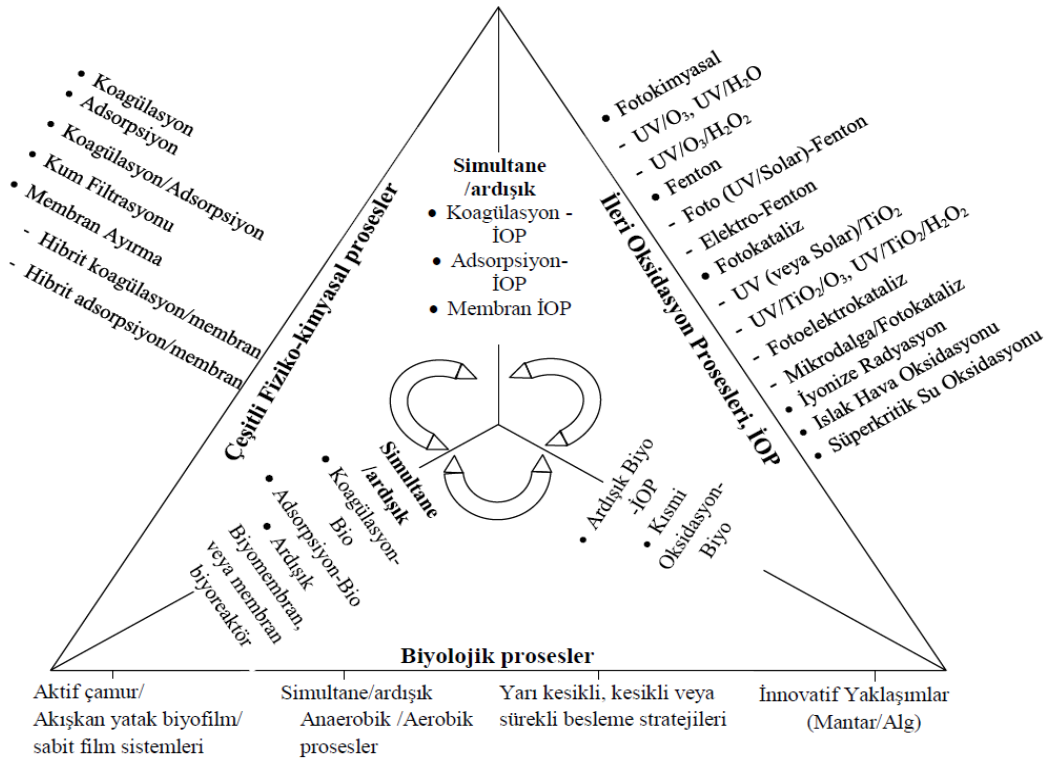 • Koagülasyon
• Adsorpsiyon
• Koagülasyon/Adsorpsiyon
• Kum Filtrasyonu
• Membran Ayırma
- Hibrit koagülasyon/membran
- Hibrit adsorpsiyon/membran
Çeşitli Fiziko-kimyasal prosesler
Simultane
/ardışık
• Koagülasyon -
İOP
• Adsorpsiyon-
İOP
• Membran İOP
• Fotokimyasal
- UV/O₃, UV/H₂O
- UV/O₃/H₂O₂
• Fenton
- Foto (UV/Solar)-Fenton
- Elektro-Fenton
• Fotokataliz
- UV (veya Solar)/TiO₂
- UV/TiO₂/O₃, UV/TiO₂/H₂O₂
- Fotoelektrokataliz
- Mikrodalga/Fotokataliz
• İyonize Radyasyon
• Islak Hava Oksidasyonu
• Süperkritik Su Oksidasyonu
İleri Oksidasyon Prosesleri, İOP
Simultane
/ardışık
• Koagülasyon-
Bio
• Adsorpsiyon-Bio
• Ardışık
Biyomembran,
veya membran
biyoreaktör
• Ardışık Biyo
-İOP
• Kısmi
Oksidasyon-
Biyo
Biyolojik prosesler
Aktif çamur/
Akışkan yatak biyofilm/
sabit film sistemleri
Simultane/ardışık
Anaerobik /Aerobik
prosesler
Yarı kesikli, kesikli veya
sürekli besleme stratejileri
İnnovatif Yaklaşımlar
(Mantar/Alg)